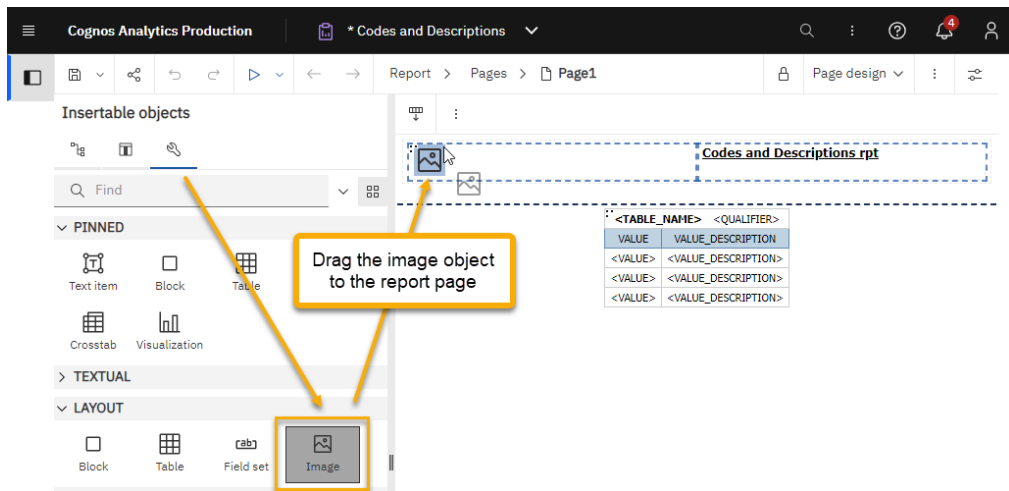 Cognos Analytics Production
* Codes and Descriptions
4
Report > Pages > Page1
Page design
Insertable objects
Find
PINNED
Text item Block Table
Crosstab Visualization
TEXTUAL
LAYOUT
Block Table Field set Image
Drag the image object
to the report page
Codes and Descriptions rpt
<TABLE_NAME> <QUALIFIER>
VALUE VALUE_DESCRIPTION
<VALUE> <VALUE_DESCRIPTION>
<VALUE> <VALUE_DESCRIPTION>
<VALUE> <VALUE_DESCRIPTION>